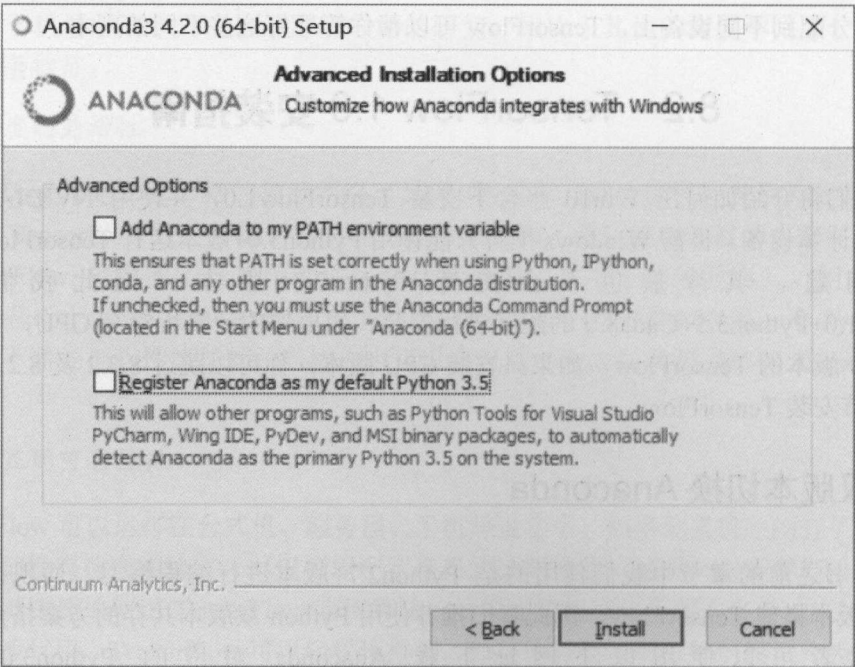 Anaconda3 4.2.0 (64-bit) Setup
ANACONDA
Advanced Installation Options
Customize how Anaconda integrates with Windows
Advanced Options
Add Anaconda to my PATH environment variable
This ensures that PATH is set correctly when using Python, IPython,
conda, and any other program in the Anaconda distribution.
If unchecked, then you must use the Anaconda Command Prompt
(located in the Start Menu under "Anaconda (64-bit)").
Register Anaconda as my default Python 3.5
This will allow other programs, such as Python Tools for Visual Studio
PyCharm, Wing IDE, PyDev, and MSI binary packages, to automatically
detect Anaconda as the primary Python 3.5 on the system.
Continuum Analytics, Inc.
< Back
Install
Cancel